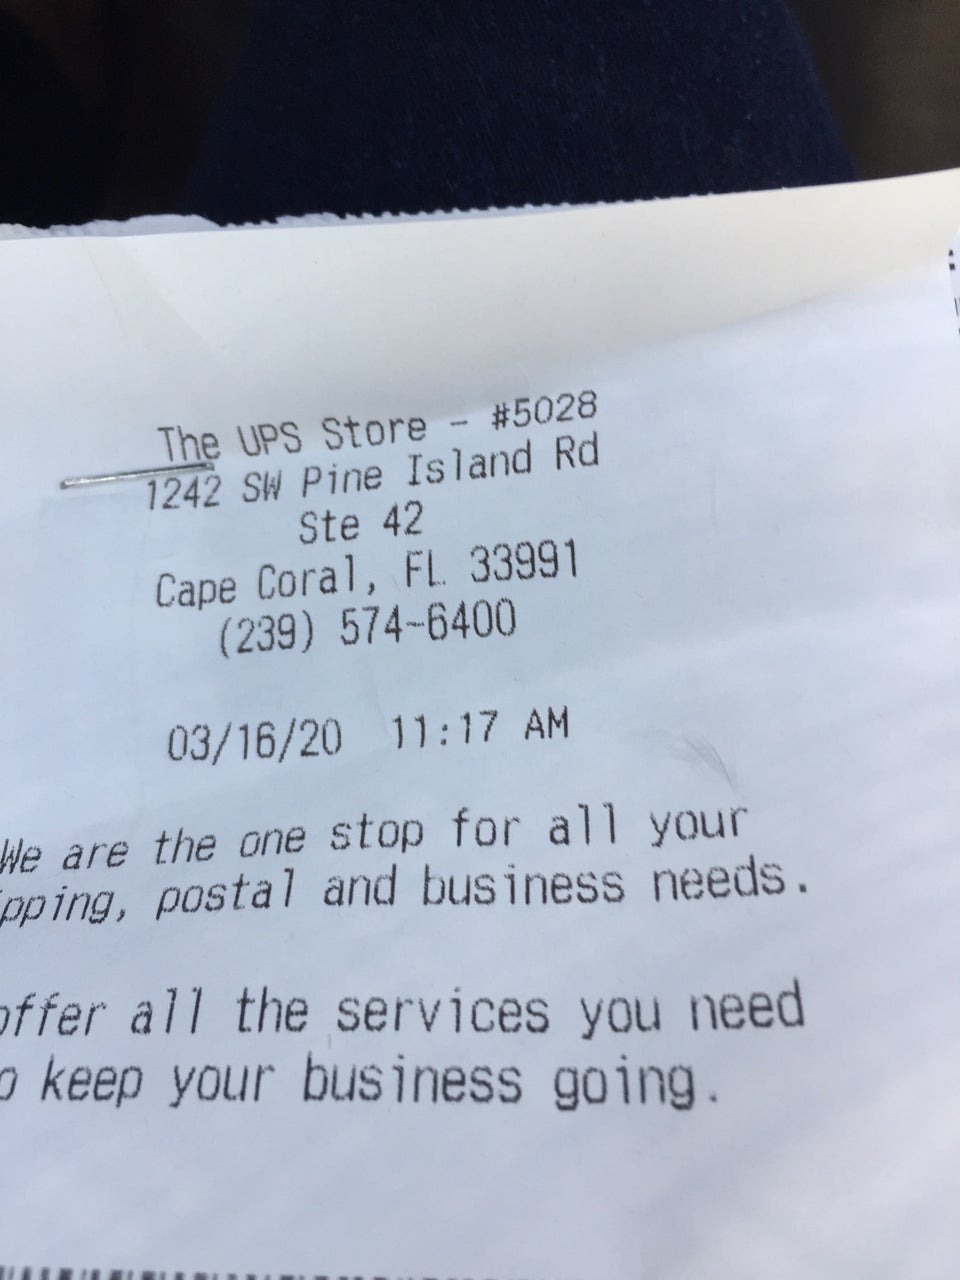 The UPS Store - #5028
1242 SW Pine Island Rd
Ste 42
Cape Coral, FL 33991
(239) 574-6400
03/16/20 11:17 AM
We are the one stop for all your
pping, postal and business needs.
offer all the services you need
o keep your business going.